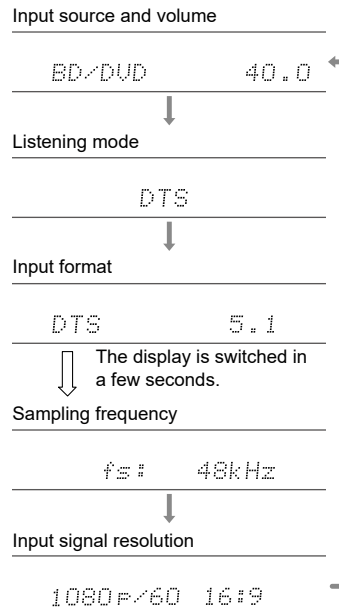 Input source and volume
BD/DVD 40.0
Listening mode
DTS
Input format
DTS 5.1
The display is switched in
a few seconds.
Sampling frequency
fs: 48kHz
Input signal resolution
1080p/60 16:9